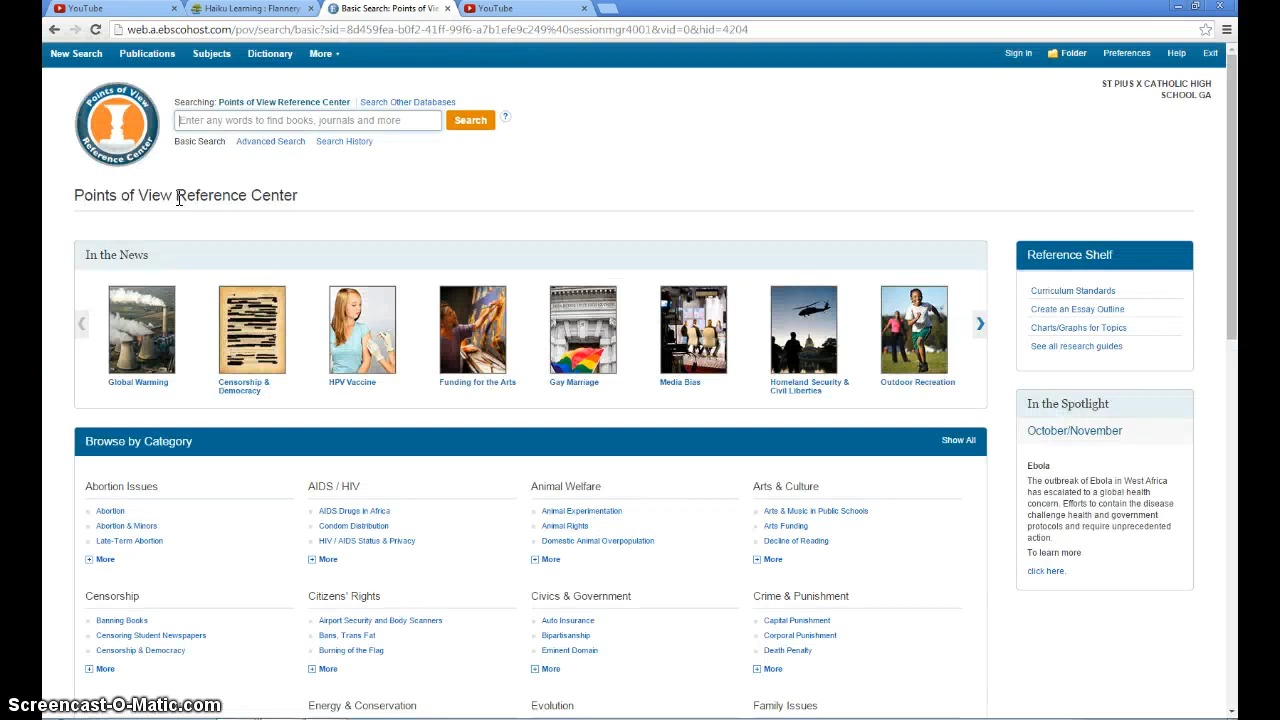 YouTube
Haiku Learning : Flannery
Basic Search: Points of Vi
YouTube
web.a.ebscohost.com/pov/search/basic?sid=8d459fea-b0f2-41ff-99f6-a7b1efe9c249%40sessionmgr4001&vid=0&hid=4204
New Search Publications Subjects Dictionary More
Sign In Folder Preferences Help Exit
ST PIUS X CATHOLIC HIGH
SCHOOL GA
Points of View
Reference Center
Searching: Points of View Reference Center Search Other Databases
Enter any words to find books, journals and more
Search
?
Basic Search Advanced Search Search History
Points of View Reference Center
In the News
Global Warming
Censorship &
Democracy
HPV Vaccine
Funding for the Arts
Gay Marriage
Media Bias
Homeland Security &
Civil Liberties
Outdoor Recreation
Reference Shelf
Curriculum Standards
Create an Essay Outline
Charts/Graphs for Topics
See all research guides
In the Spotlight
October/November
Ebola
The outbreak of Ebola in West Africa
has escalated to a global health
concern. Efforts to contain the disease
challenge health and government
protocols and require unprecedented
action.
To learn more
click here.
Browse by Category
Show All
Abortion Issues
Abortion
Abortion & Minors
Late-Term Abortion
More
AIDS / HIV
AIDS Drugs in Africa
Condom Distribution
HIV / AIDS Status & Privacy
More
Animal Welfare
Animal Experimentation
Animal Rights
Domestic Animal Overpopulation
More
Arts & Culture
Arts & Music in Public Schools
Arts Funding
Decline of Reading
More
Censorship
Banning Books
Censoring Student Newspapers
Censorship & Democracy
More
Citizens' Rights
Airport Security and Body Scanners
Bans, Trans Fat
Burning of the Flag
More
Civics & Government
Auto Insurance
Bipartisanship
Eminent Domain
More
Crime & Punishment
Capital Punishment
Corporal Punishment
Death Penalty
More
Energy & Conservation
Evolution
Family Issues
Screencast-O-Matic.com